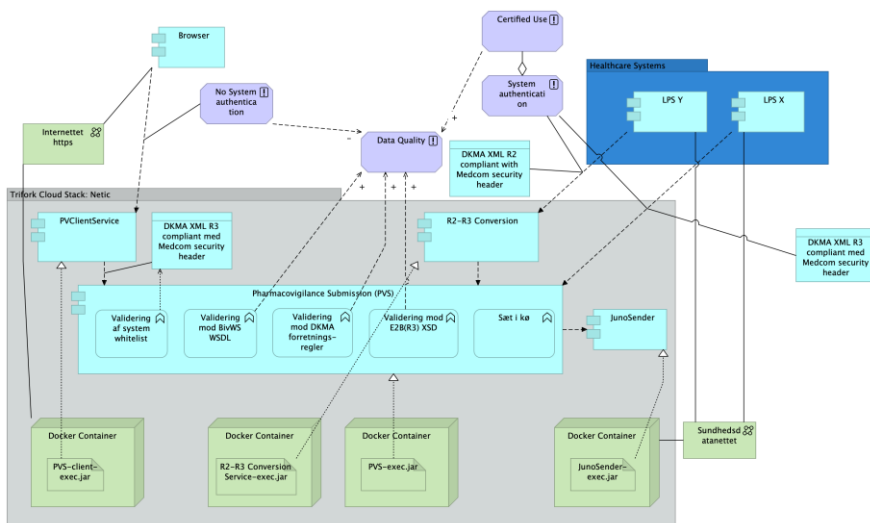 Certified Use
Browser
No System
authentica
tion
System
authenticati
on
Healthcare Systems
LPS Y
LPS X
Internettet
https
Data Quality
-
+
DKMA XML R2
compliant with
Medcom security
header
+
+
+
Trifork Cloud Stack: Netic
PVClientService
DKMA XML R3
compliant med
Medcom security
header
R2-R3 Conversion
DKMA XML R3
compliant med
Medcom security
header
Pharmacovigilance Submission (PVS)
Validering
af system
whitelist
Validering
mod BivWS
WSDL
Validering
mod DKMA
forretnings-
regler
Validering mod
E2B(R3) XSD
Sæt i kø
JunoSender
Docker Container
PVS-client-
exec.jar
Docker Container
R2-R3 Conversion
Service-exec.jar
Docker Container
PVS-exec.jar
Docker Container
JunoSender-
exec.jar
Sundhedsd
atanettet